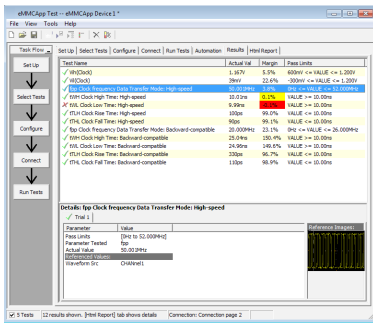 eMMCApp Test -- eMMCApp Device1 *
File View Tools Help
Task Flow
Set Up Select Tests Configure Connect Run Tests Automation Results Html Report
Set Up
Select Tests
Configure
Connect
Run Tests
Test Name Actual Val Margin Pass Limits
Vih(Clock) 1.167V 5.5% 600mV <= VALUE <= 1.200V
Vil(Clock) 39mV 22.6% -300mV <= VALUE <= 1.200V
fpp Clock frequency Data Transfer Mode: High-speed 50.001MHz 3.8% 0Hz <= VALUE <= 52.000MHz
tWH Clock High Time: High-speed 10.01ns 0.1% VALUE >= 10.00ns
tWL Clock Low Time: High-speed 9.99ns -0.1% VALUE >= 10.00ns
tTLH Clock Rise Time: High-speed 100ps 99.0% VALUE <= 10.00ns
tTHL Clock Fall Time: High-speed 90ps 99.1% VALUE <= 10.00ns
fpp Clock frequency Data Transfer Mode: Backward-compatible 20.000MHz 23.1% 0Hz <= VALUE <= 26.000MHz
tWH Clock High Time: Backward-compatible 25.04ns 150.4% VALUE >= 10.00ns
tWL Clock Low Time: Backward-compatible 24.96ns 149.6% VALUE >= 10.00ns
tTLH Clock Rise Time: Backward-compatible 330ps 96.7% VALUE <= 10.00ns
tTHL Clock Fall Time: Backward-compatible 110ps 98.9% VALUE <= 10.00ns
Details: fpp Clock frequency Data Transfer Mode: High-speed
Trial 1
Parameter Value
Pass Limits [0Hz to 52.000MHz]
Parameter Tested fpp
Actual Value 50.001MHz
Referenced Values:
Waveform Src CHANnel1
Reference Images:
5 Tests 12 results shown. [Html Report] tab shows details Connection: Connection page 2